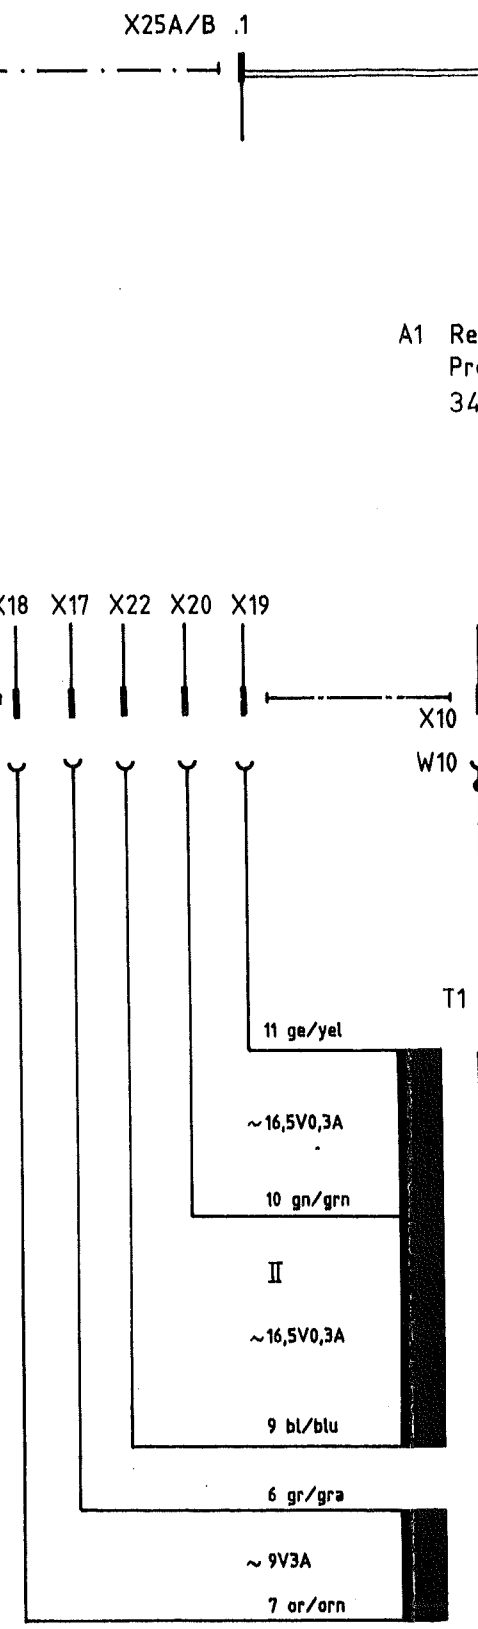 X25A/B .1
A1 Re
Pr
34
X18 X17 X22 X20 X19
X10
W10
T1
11 ge/yel
~16,5V0,3A
10 gn/grn
II
~16,5V0,3A
9 bl/blu
6 gr/gra
~9V3A
7 or/orn